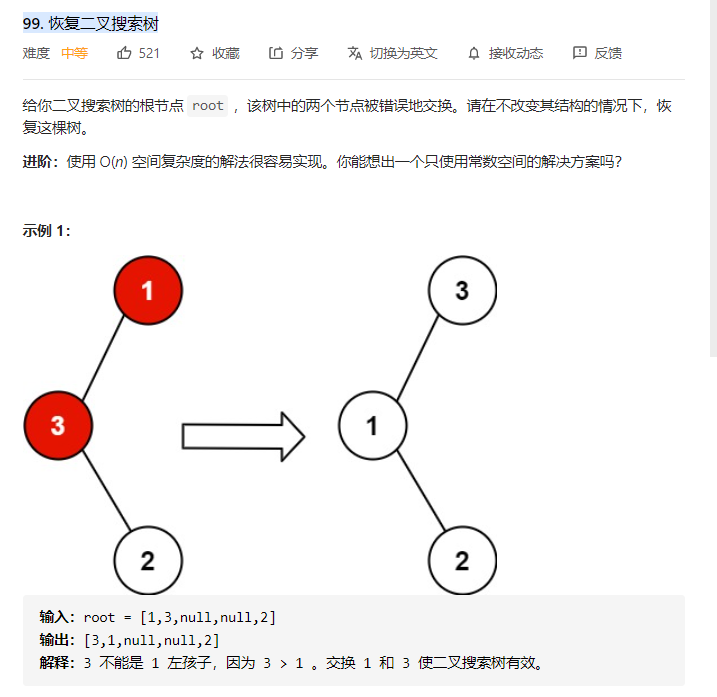 99. 恢复二叉搜索树
难度 中等 521 收藏 分享 切换为英文 接收动态 反馈
给你二叉搜索树的根节点 root ，该树中的两个节点被错误地交换。请在不改变其结构的情况下，恢
复这棵树。
进阶：使用 O(n) 空间复杂度的解法很容易实现。你能想出一个只使用常数空间的解决方案吗？
示例 1：
1
3
3
1
2
2
输入：root = [1,3,null,null,2]
输出：[3,1,null,null,2]
解释：3 不能是 1 左孩子，因为 3 > 1 。交换 1 和 3 使二叉搜索树有效。